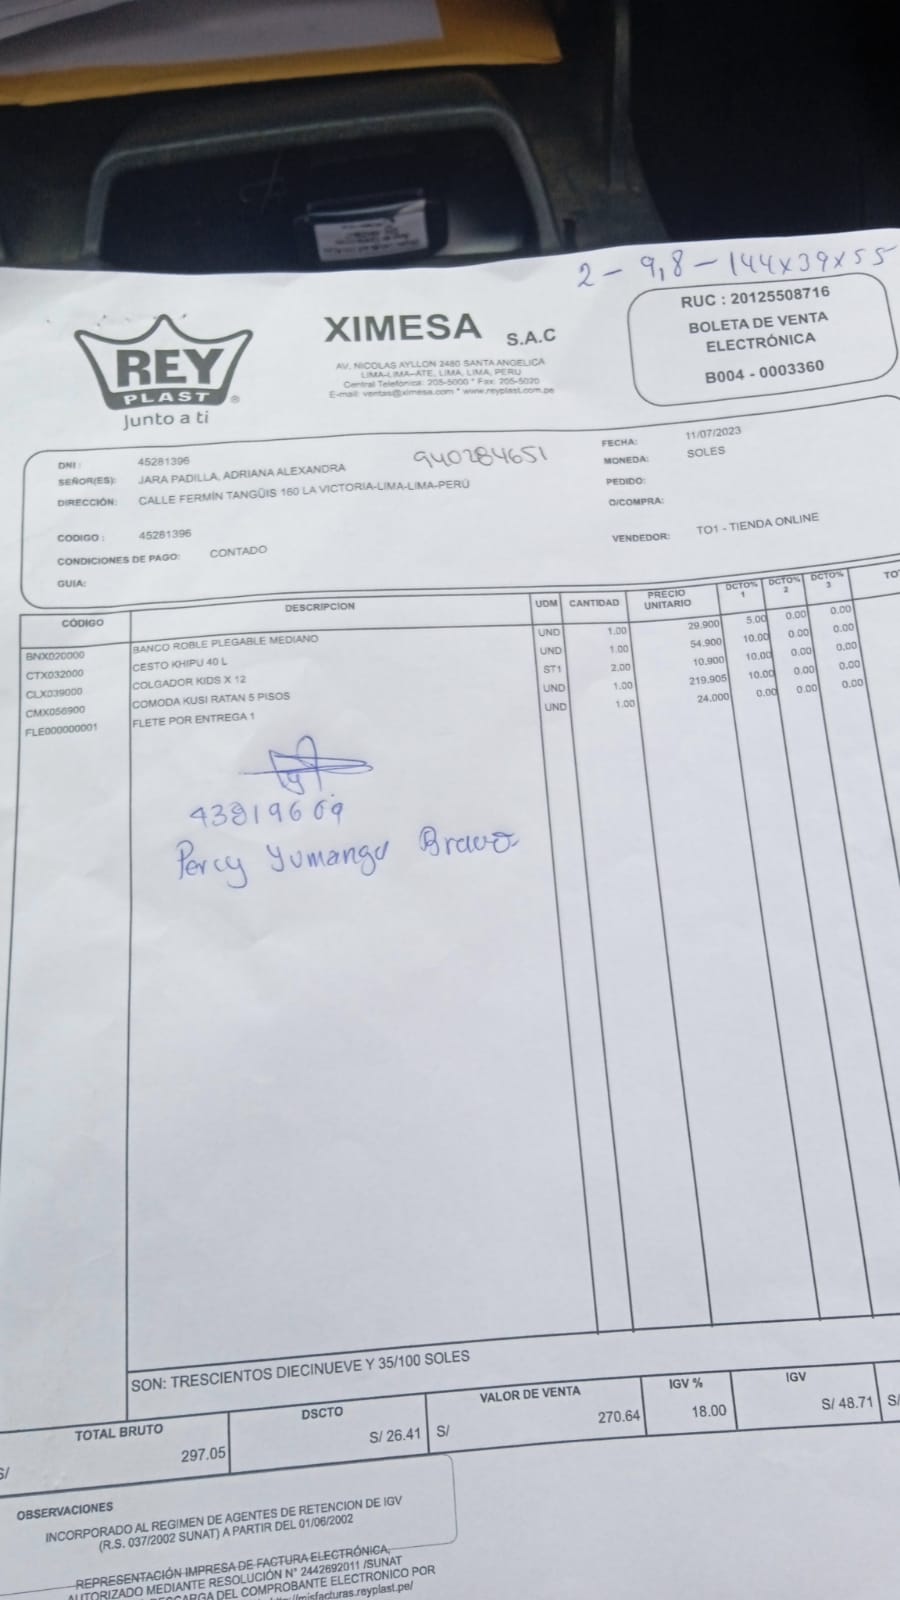 2 - 9,8 - 144x39x55
REY
PLAST ®
Junto a ti
XIMESA S.A.C
AV. NICOLAS AYLLON 2480 SANTA ANGELICA
LIMA-LIMA-ATE, LIMA, LIMA, PERU
Central Telefónica: 205-5000 * Fax: 205-5020
E-mail: ventas@ximesa.com * www.reyplast.com.pe
RUC : 20125508716
BOLETA DE VENTA
ELECTRÓNICA
B004 - 0003360
DNI : 45281396
SEÑOR(ES): JARA PADILLA, ADRIANA ALEXANDRA 940284651
DIRECCIÓN: CALLE FERMÍN TANGÜIS 160 LA VICTORIA-LIMA-LIMA-PERÚ
CODIGO : 45281396
CONDICIONES DE PAGO: CONTADO
GUIA:
FECHA: 11/07/2023
MONEDA: SOLES
PEDIDO:
O/COMPRA:
VENDEDOR: TO1 - TIENDA ONLINE
CÓDIGO DESCRIPCION UDM CANTIDAD PRECIO UNITARIO DCTO% 1 DCTO% 2 DCTO% 3 TO
BNX020000 BANCO ROBLE PLEGABLE MEDIANO UND 1.00 29.900 5.00 0.00 0.00
CTX032000 CESTO KHIPU 40 L UND 1.00 54.900 10.00 0.00 0.00
CLX039000 COLGADOR KIDS X 12 ST1 2.00 10.900 10.00 0.00 0.00
CMX056900 COMODA KUSI RATAN 5 PISOS UND 1.00 219.905 10.00 0.00 0.00
FLE000000001 FLETE POR ENTREGA 1 UND 1.00 24.000 0.00 0.00 0.00
43819609
Percy Yumangu Bravo
SON: TRESCIENTOS DIECINUEVE Y 35/100 SOLES
TOTAL BRUTO DSCTO VALOR DE VENTA IGV % IGV
S/ 297.05 S/ 26.41 S/ 270.64 18.00 S/ 48.71 S/
OBSERVACIONES
INCORPORADO AL REGIMEN DE AGENTES DE RETENCION DE IGV
(R.S. 037/2002 SUNAT) A PARTIR DEL 01/06/2002
REPRESENTACIÓN IMPRESA DE FACTURA ELECTRÓNICA,
AUTORIZADO MEDIANTE RESOLUCIÓN N° 2442692011 /SUNAT
DEL COMPROBANTE ELECTRONICO POR
http://misfacturas.reyplast.pe/